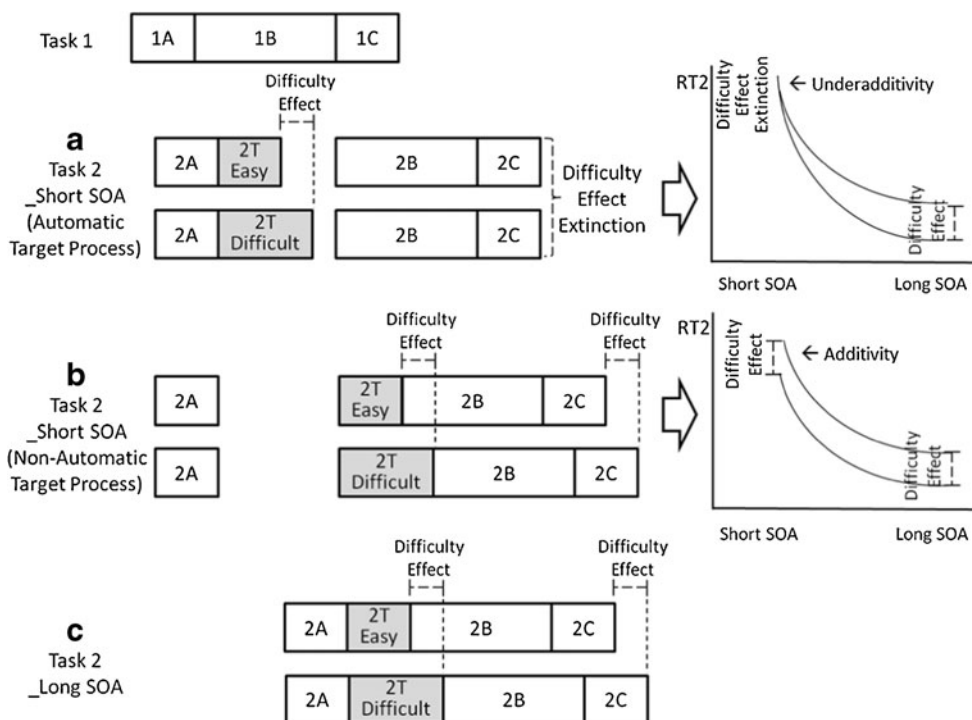 Task 1
1A 1B 1C
Difficulty
Effect
a
Task 2
_Short SOA
(Automatic
Target Process)
2A 2T
Easy
2B 2C
2A 2T
Difficult
2B 2C
Difficulty
Effect
Extinction
RT2
Difficulty
Effect
Extinction
← Underadditivity
Difficulty
Effect
Short SOA Long SOA
b
Task 2
_Short SOA
(Non-Automatic
Target Process)
Difficulty
Effect
Difficulty
Effect
2A 2T
Easy
2B 2C
2A 2T
Difficult
2B 2C
RT2
Difficulty
Effect
← Additivity
Difficulty
Effect
Short SOA Long SOA
c
Task 2
_Long SOA
Difficulty
Effect
Difficulty
Effect
2A 2T
Easy
2B 2C
2A 2T
Difficult
2B 2C